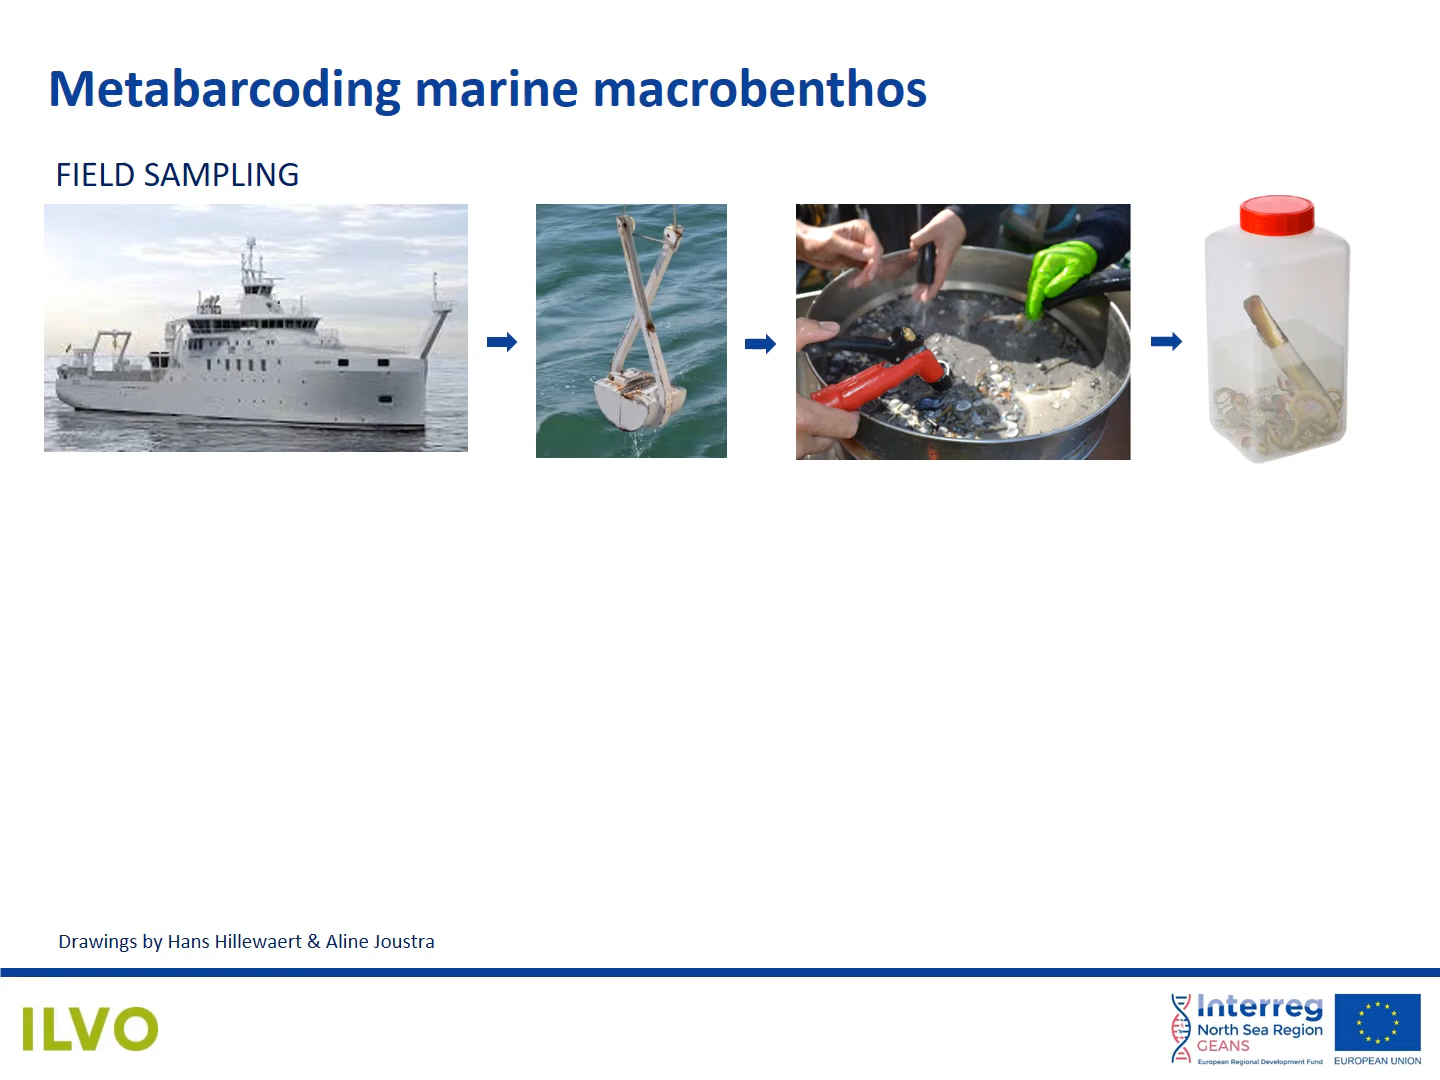 Metabarcoding marine macrobenthos
FIELD SAMPLING
Drawings by Hans Hillewaert & Aline Joustra
ILVO
Interreg
North Sea Region
GEANS
European Regional Development Fund
EUROPEAN UNION